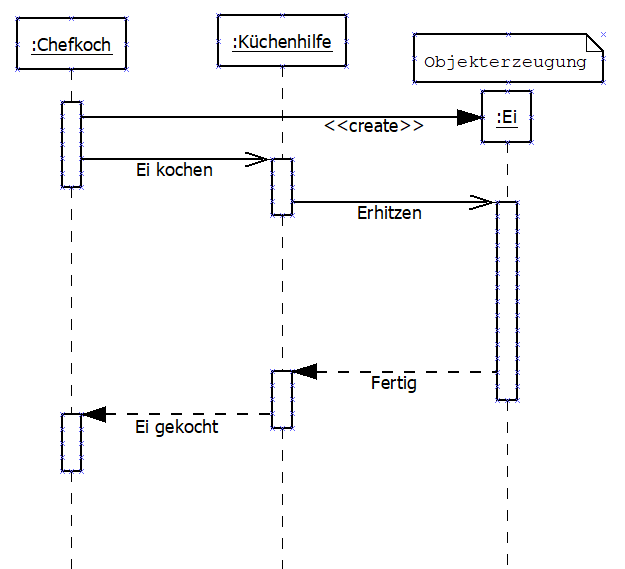 :Chefkoch
:Küchenhilfe
Objekterzeugung
:Ei
<<create>>
Ei kochen
Erhitzen
Fertig
Ei gekocht